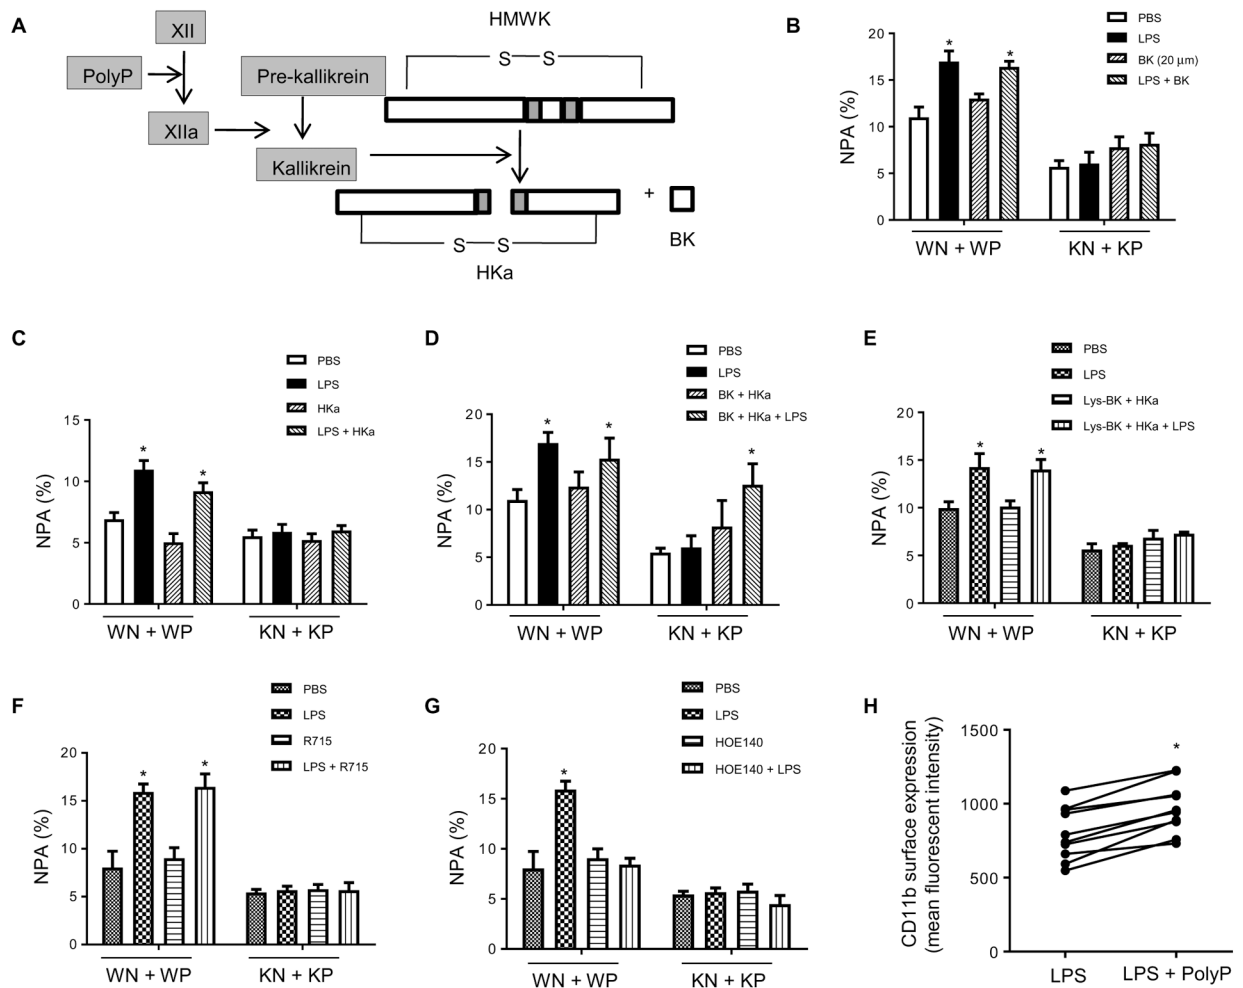 A
XII
PolyP
XIIa
Pre-kallikrein
Kallikrein
HMWK
S S
+
BK
S S
HKa
B
PBS
LPS
BK (20 μm)
LPS + BK
NPA (%)
20
15
10
5
0
* *
WN + WP
KN + KP
C
PBS
LPS
HKa
LPS + HKa
NPA (%)
15
10
5
0
* *
WN + WP
KN + KP
D
PBS
LPS
BK + HKa
BK + HKa + LPS
NPA (%)
20
15
10
5
0
* * *
WN + WP
KN + KP
E
PBS
LPS
Lys-BK + HKa
Lys-BK + HKa + LPS
NPA (%)
20
15
10
5
0
* *
WN + WP
KN + KP
F
PBS
LPS
R715
LPS + R715
NPA (%)
20
15
10
5
0
* *
WN + WP
KN + KP
G
PBS
LPS
HOE140
HOE140 + LPS
NPA (%)
20
15
10
5
0
*
WN + WP
KN + KP
H
CD11b surface expression
(mean fluorescent intensity)
1500
1000
500
0
*
LPS
LPS + PolyP